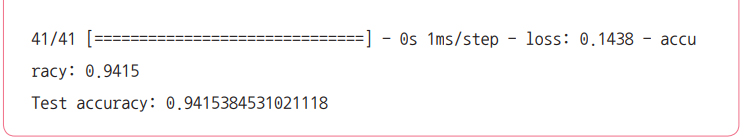 41/41 [==============================] - 0s 1ms/step - loss: 0.1438 - accu
racy: 0.9415
Test accuracy: 0.9415384531021118